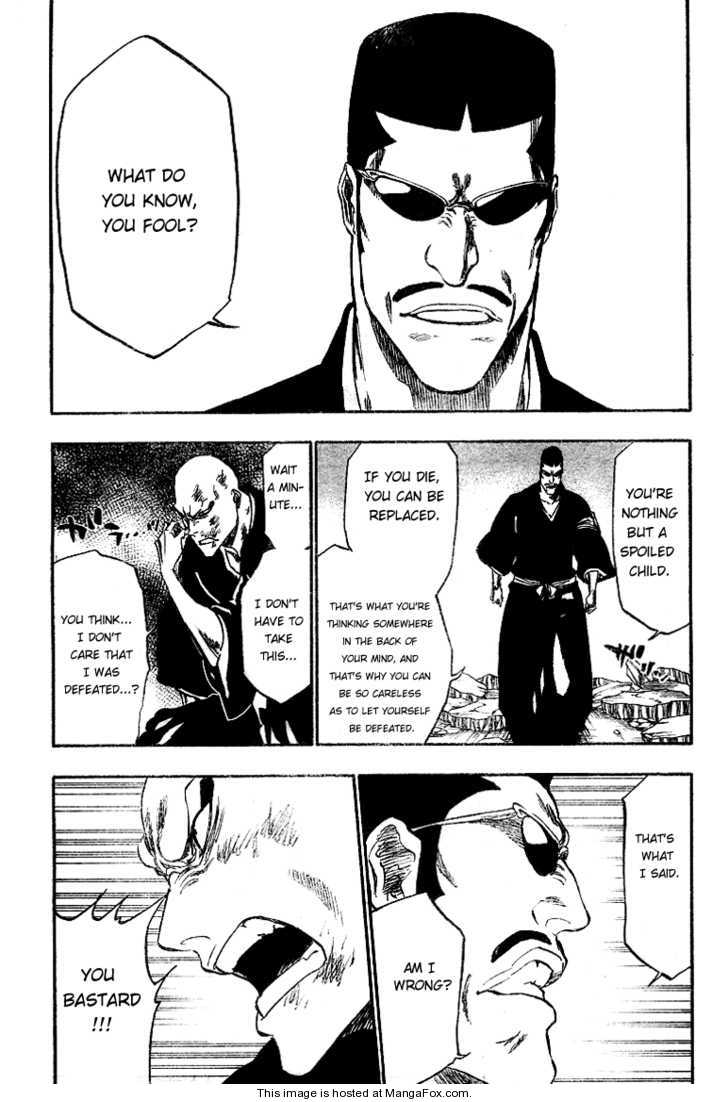 WHAT DO
YOU KNOW,
YOU FOOL?
YOU'RE
NOTHING
BUT A
SPOILED
CHILD.
IF YOU DIE,
YOU CAN BE
REPLACED.
THAT'S WHAT YOU'RE
THINKING SOMEWHERE
IN THE BACK OF
YOUR MIND, AND
THAT'S WHY YOU CAN
BE SO CARELESS
AS TO LET YOURSELF
BE DEFEATED.
WAIT
A MIN-
UTE...
I DON'T
HAVE TO
TAKE
THIS...
YOU THINK...
I DON'T
CARE THAT
I WAS
DEFEATED...?
THAT'S
WHAT
I SAID.
AM I
WRONG?
YOU
BASTARD
!!!
This image is hosted at MangaFox.com.